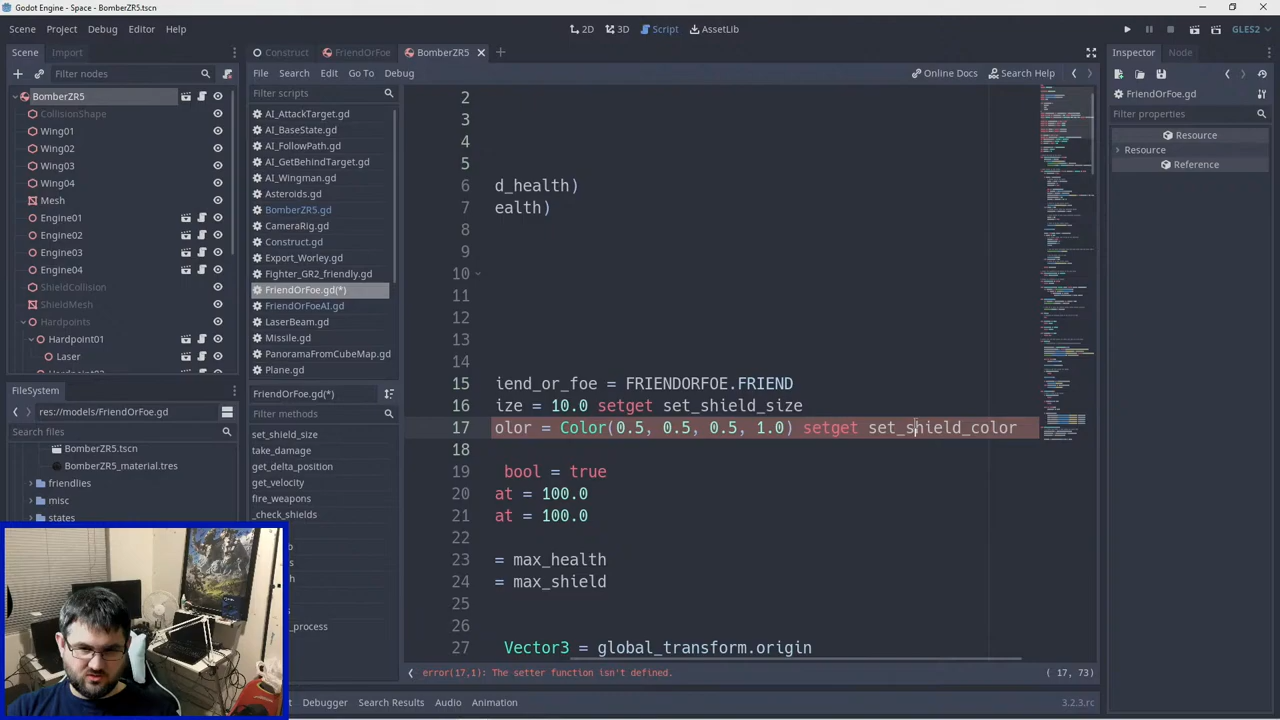 Godot Engine - Space - BomberZR5.tscn
Scene Project Debug Editor Help
2D 3D Script AssetLib
GLES2
Scene Import
Construct FriendOrFoe BomberZR5
Inspector Node
Filter nodes
File Search Edit Go To Debug
Online Docs Search Help
BomberZR5
CollisionShape
Wing01
Wing02
Wing03
Wing04
Mesh
Engine01
Engine02
Engine03
Engine04
ShieldCollision
ShieldMesh
Hardpoints
Hardpoint01
Laser
FileSystem
res://models/FriendOrFoe.gd
Search files
BomberZR5.tscn
BomberZR5_material.tres
friendlies
misc
states
Filter scripts
AI_AttackTarget.gd
AI_BaseState.gd
AI_FollowPath.gd
AI_GetBehindTarget.gd
AI_Wingman.gd
Asteroids.gd
BomberZR5.gd
CameraRig.gd
Construct.gd
Export_Worley.gd
Fighter_GR2_friendly.gd
FriendOrFoe.gd(*)
FriendOrFoeAI.gd
LaserBeam.gd
Missile.gd
PanoramaFromCubeMap.gd
Plane.gd
FriendOrFoe.gd(*)
Filter methods
set_shield_size
take_damage
get_delta_position
get_velocity
fire_weapons
_check_shields
2
3
4
5
6 d_health)
7 ealth)
8
9
10
11
12
13
14
15 iend_or_foe = FRIENDORFOE.FRIEND
16 ize = 10.0 setget set_shield_size
17 olor = Color(0.5, 0.5, 0.5, 1.0) setget set_shield_color
18
19 bool = true
20 at = 100.0
21 at = 100.0
22
23 = max_health
24 = max_shield
25
26
27 Vector3 = global_transform.origin
error(17,1): The setter function isn't defined.
( 17, 73)
Search Results Audio Animation
3.2.3.rc
FriendOrFoe.gd
Filter properties
Resource
Resource
Reference